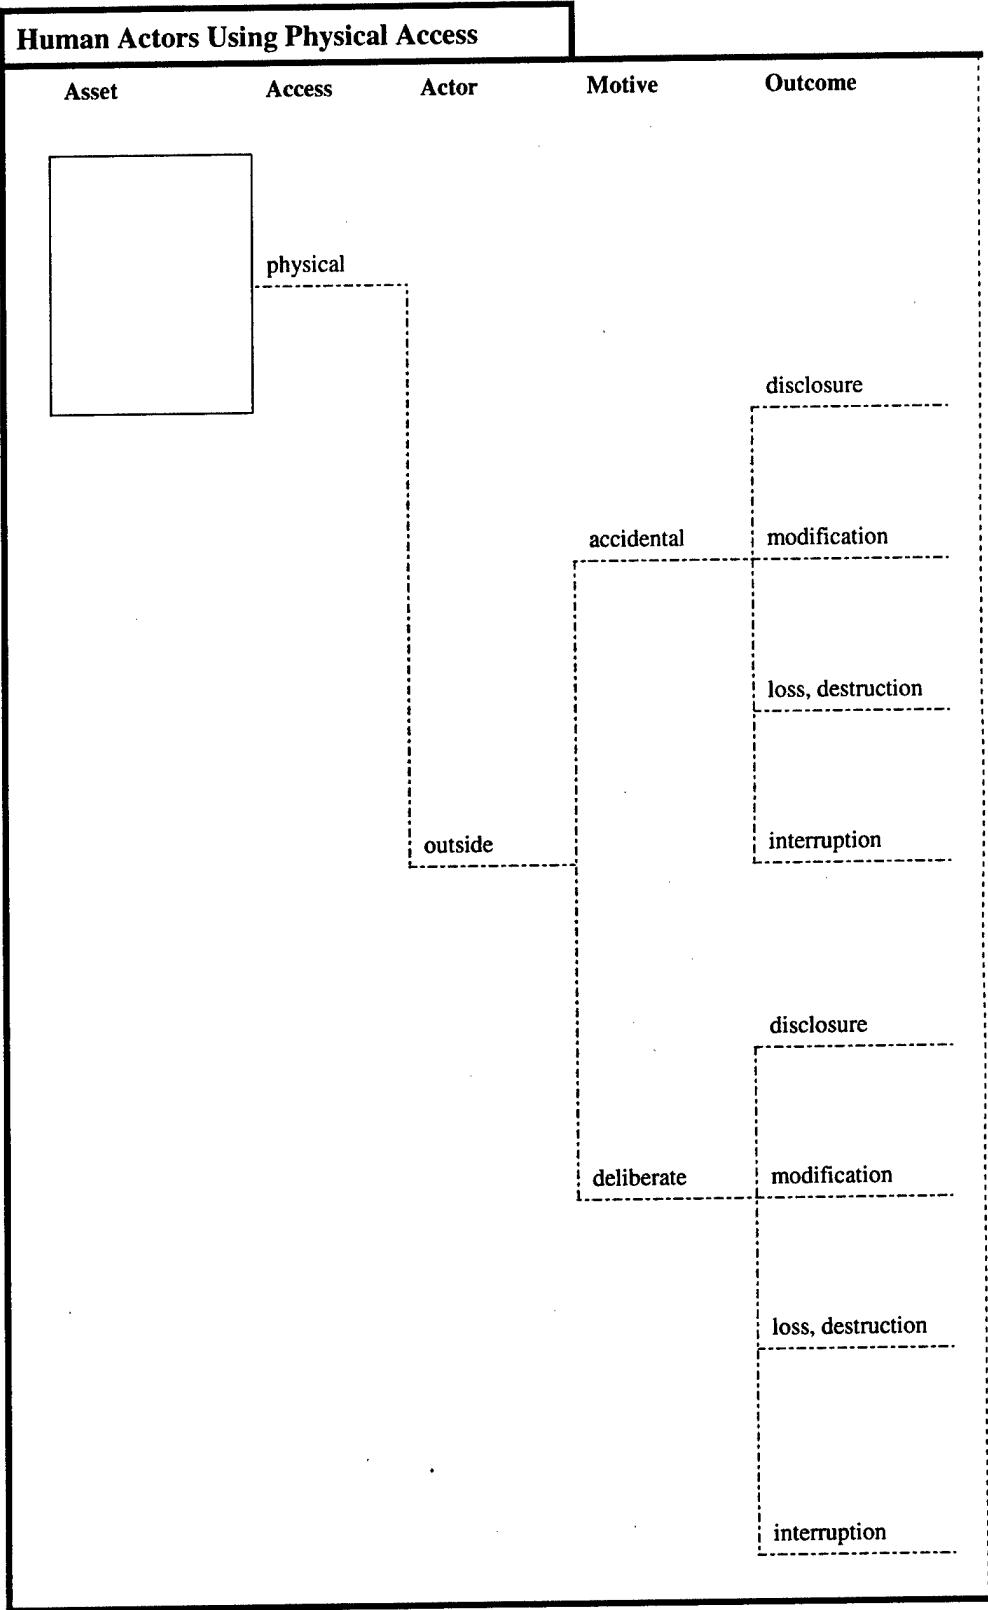 Human Actors Using Physical Access
Asset Access Actor Motive Outcome
physical
disclosure
accidental modification
loss, destruction
outside interruption
disclosure
deliberate modification
loss, destruction
interruption